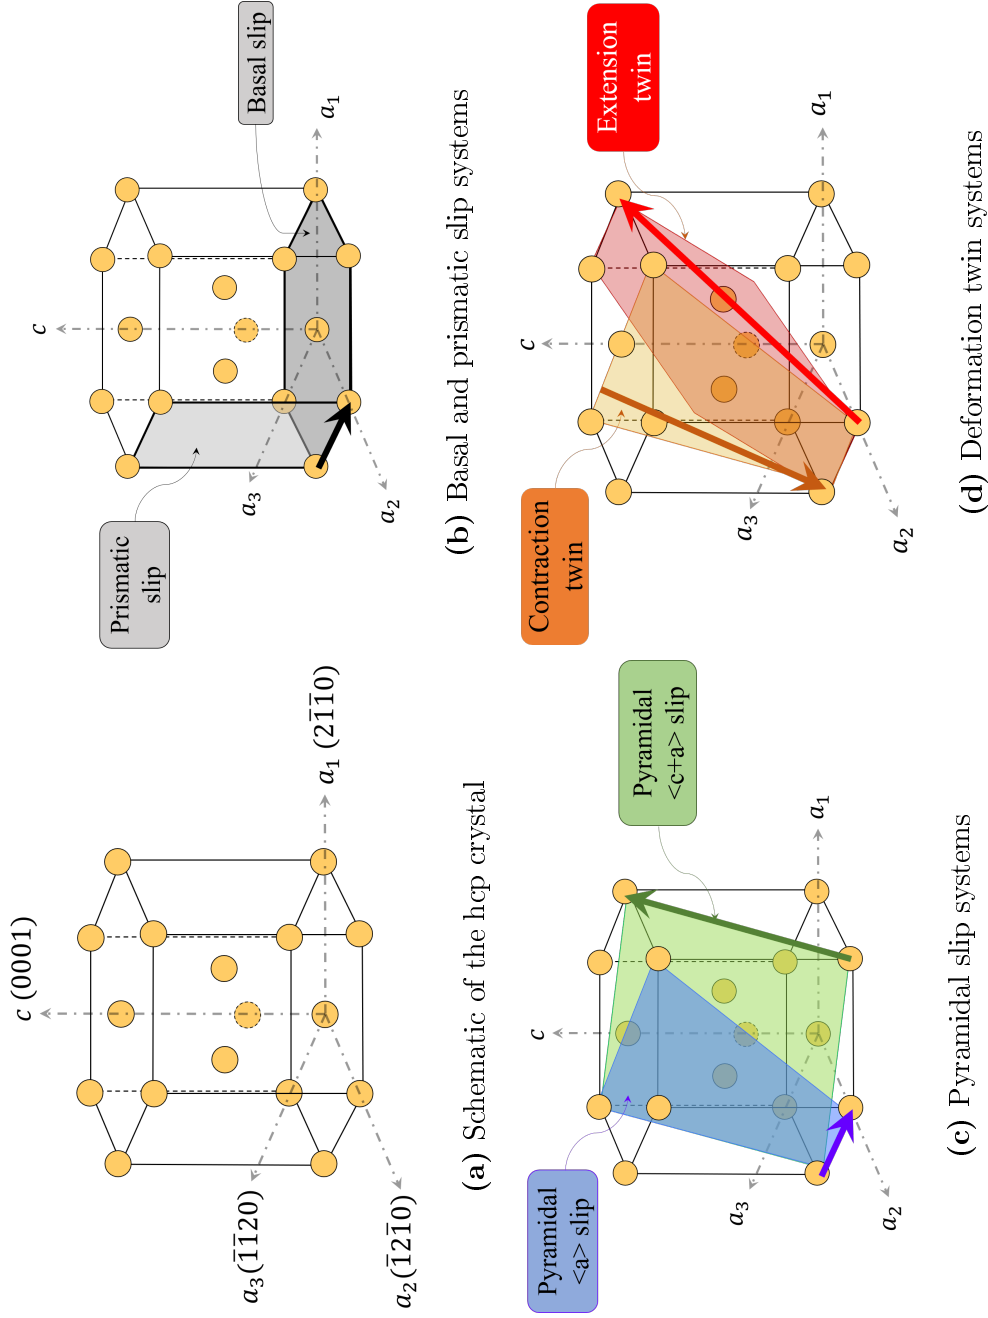 c (0001)
a₁ (21̅1̅0)
a₃(1̅1̅20)
a₂(1̅21̅0)
(a) Schematic of the hcp crystal
Prismatic
slip
Basal slip
c
a₁
a₃
a₂
(b) Basal and prismatic slip systems
Pyramidal
<a> slip
Pyramidal
<c+a> slip
c
a₁
a₃
a₂
(c) Pyramidal slip systems
Contraction
twin
Extension
twin
c
a₁
a₃
a₂
(d) Deformation twin systems